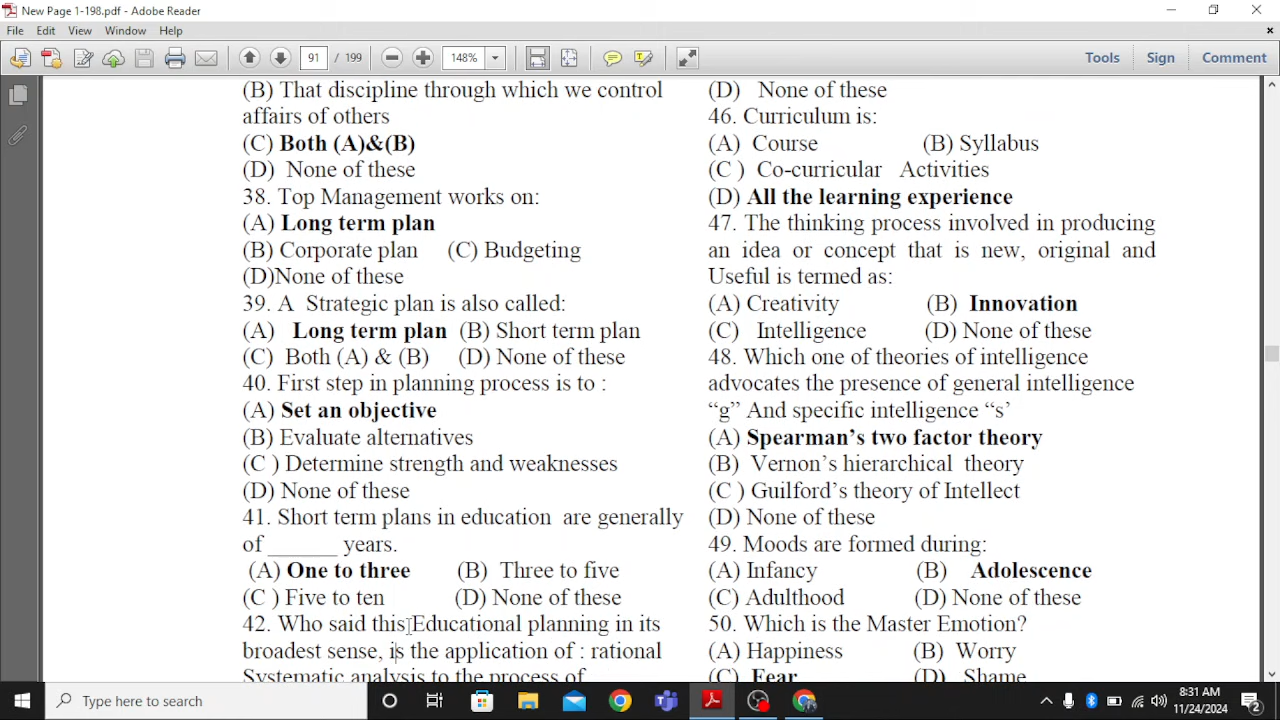 New Page 1-198.pdf - Adobe Reader
File Edit View Window Help
91 / 199 148% Tools Sign Comment
(B) That discipline through which we control
affairs of others
(C) Both (A)&(B)
(D) None of these
38. Top Management works on:
(A) Long term plan
(B) Corporate plan (C) Budgeting
(D)None of these
39. A Strategic plan is also called:
(A) Long term plan (B) Short term plan
(C) Both (A) & (B) (D) None of these
40. First step in planning process is to :
(A) Set an objective
(B) Evaluate alternatives
(C ) Determine strength and weaknesses
(D) None of these
41. Short term plans in education are generally
of ______ years.
(A) One to three (B) Three to five
(C ) Five to ten (D) None of these
42. Who said this Educational planning in its
broadest sense, is the application of : rational
Systematic analysis to the process of
(D) None of these
46. Curriculum is:
(A) Course (B) Syllabus
(C ) Co-curricular Activities
(D) All the learning experience
47. The thinking process involved in producing
an idea or concept that is new, original and
Useful is termed as:
(A) Creativity (B) Innovation
(C) Intelligence (D) None of these
48. Which one of theories of intelligence
advocates the presence of general intelligence
“g” And specific intelligence “s’
(A) Spearman’s two factor theory
(B) Vernon’s hierarchical theory
(C ) Guilford’s theory of Intellect
(D) None of these
49. Moods are formed during:
(A) Infancy (B) Adolescence
(C) Adulthood (D) None of these
50. Which is the Master Emotion?
(A) Happiness (B) Worry
(C) Fear (D) Shame
Type here to search
8:31 AM
11/24/2024
2